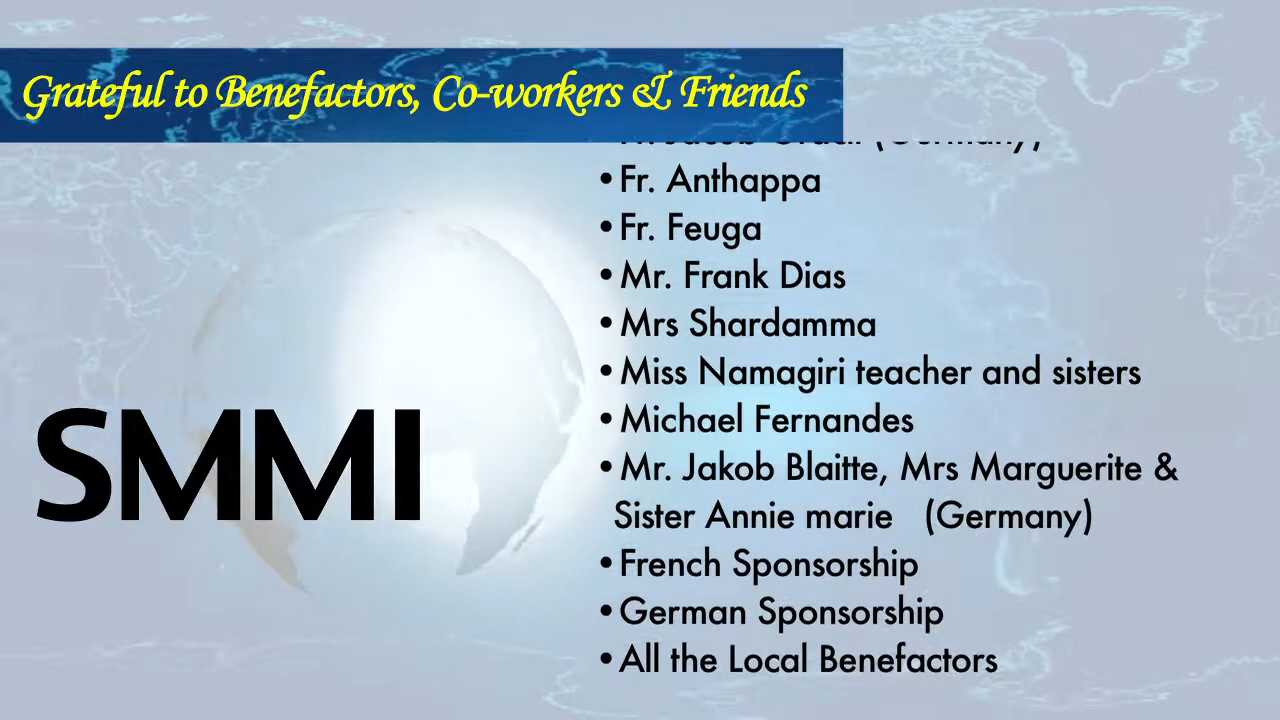 Grateful to Benefactors, Co-workers & Friends
(Germany)
•Fr. Anthappa
•Fr. Feuga
•Mr. Frank Dias
•Mrs Shardamma
•Miss Namagiri teacher and sisters
•Michael Fernandes
•Mr. Jakob Blaitte, Mrs Marguerite &
Sister Annie marie (Germany)
•French Sponsorship
•German Sponsorship
•All the Local Benefactors
SMMI